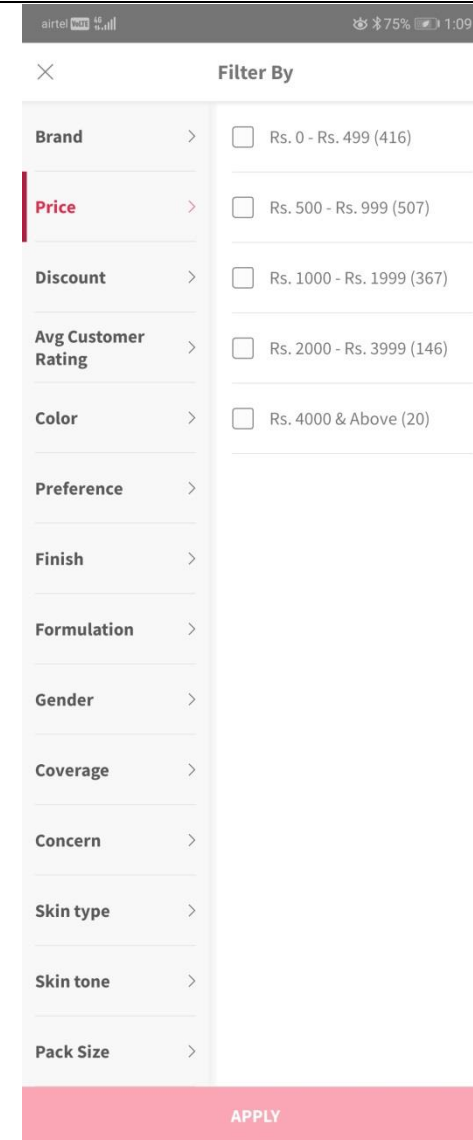 airtel VoLTE 4G 75% 1:09
Filter By
Brand
Price
Discount
Avg Customer
Rating
Color
Preference
Finish
Formulation
Gender
Coverage
Concern
Skin type
Skin tone
Pack Size
Rs. 0 - Rs. 499 (416)
Rs. 500 - Rs. 999 (507)
Rs. 1000 - Rs. 1999 (367)
Rs. 2000 - Rs. 3999 (146)
Rs. 4000 & Above (20)
APPLY